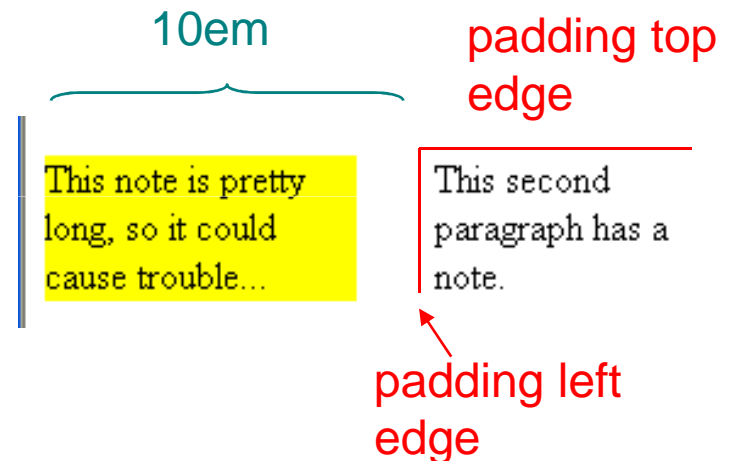 10em
padding top
edge
This note is pretty
long, so it could
cause trouble...
This second
paragraph has a
note.
padding left
edge